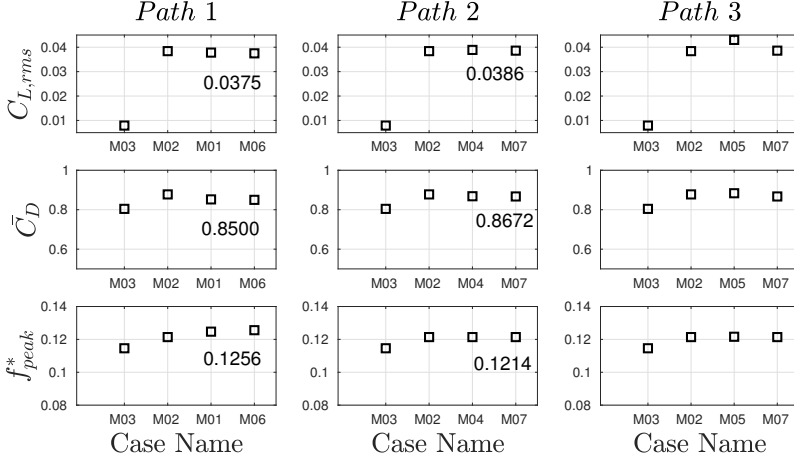 Path 1
Path 2
Path 3
C_{L,rms}
0.04
0.03
0.02
0.01
0.0375
M03 M02 M01 M06
0.04
0.03
0.02
0.01
0.0386
M03 M02 M04 M07
0.04
0.03
0.02
0.01
M03 M02 M05 M07
C̄_D
1
0.8
0.6
0.8500
M03 M02 M01 M06
1
0.8
0.6
0.8672
M03 M02 M04 M07
1
0.8
0.6
M03 M02 M05 M07
f*_{peak}
0.14
0.12
0.1
0.08
0.1256
M03 M02 M01 M06
0.14
0.12
0.1
0.08
0.1214
M03 M02 M04 M07
0.14
0.12
0.1
0.08
M03 M02 M05 M07
Case Name
Case Name
Case Name